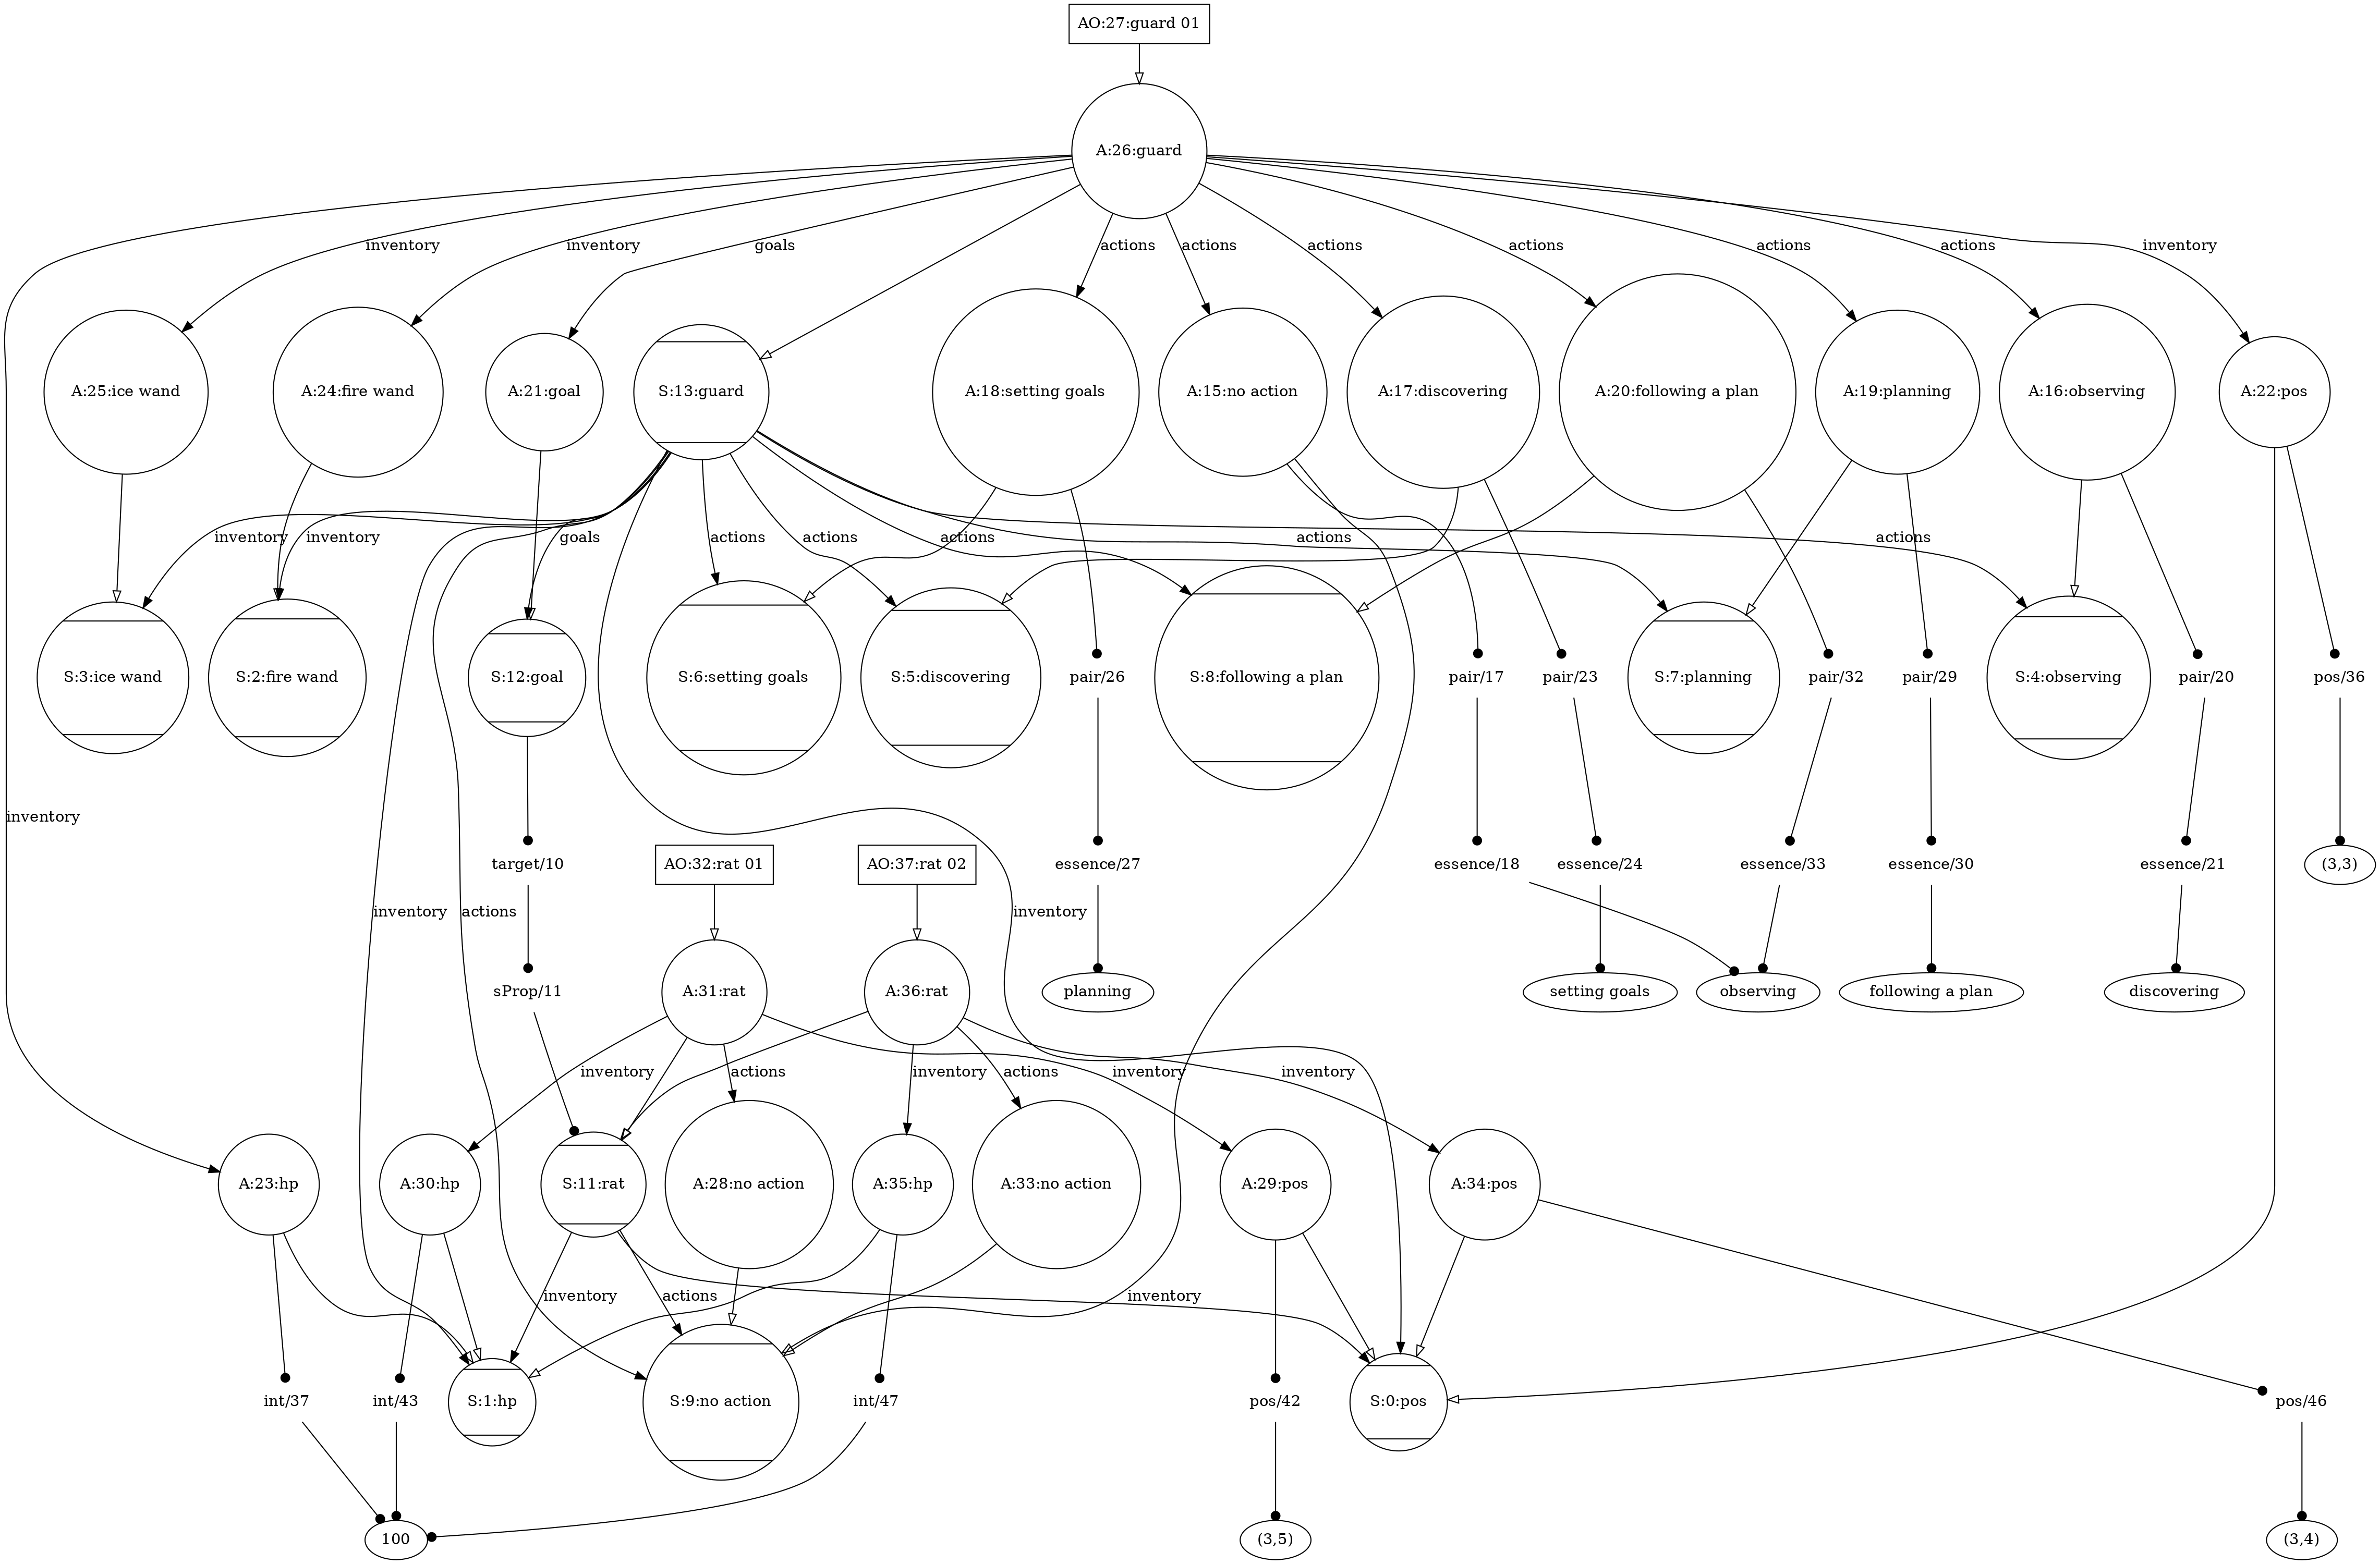 AO:27:guard 01
A:26:guard
inventory
inventory
goals
actions
actions
actions
actions
actions
actions
inventory
A:25:ice wand
A:24:fire wand
A:21:goal
S:13:guard
A:18:setting goals
A:15:no action
A:17:discovering
A:20:following a plan
A:19:planning
A:16:observing
A:22:pos
inventory
inventory
goals
actions
actions
actions
actions
actions
S:3:ice wand
S:2:fire wand
S:12:goal
S:6:setting goals
S:5:discovering
pair/26
S:8:following a plan
pair/17
pair/23
S:7:planning
pair/32
pair/29
S:4:observing
pair/20
pos/36
inventory
target/10
AO:32:rat 01
AO:37:rat 02
essence/27
essence/18
essence/24
essence/33
essence/30
essence/21
(3,3)
inventory
actions
inventory
sProp/11
A:31:rat
A:36:rat
planning
setting goals
observing
following a plan
discovering
inventory
actions
inventory
actions
inventory
inventory
A:23:hp
A:30:hp
S:11:rat
A:28:no action
A:35:hp
A:33:no action
A:29:pos
A:34:pos
inventory
actions
inventory
int/37
int/43
S:1:hp
S:9:no action
int/47
pos/42
S:0:pos
pos/46
100
(3,5)
(3,4)